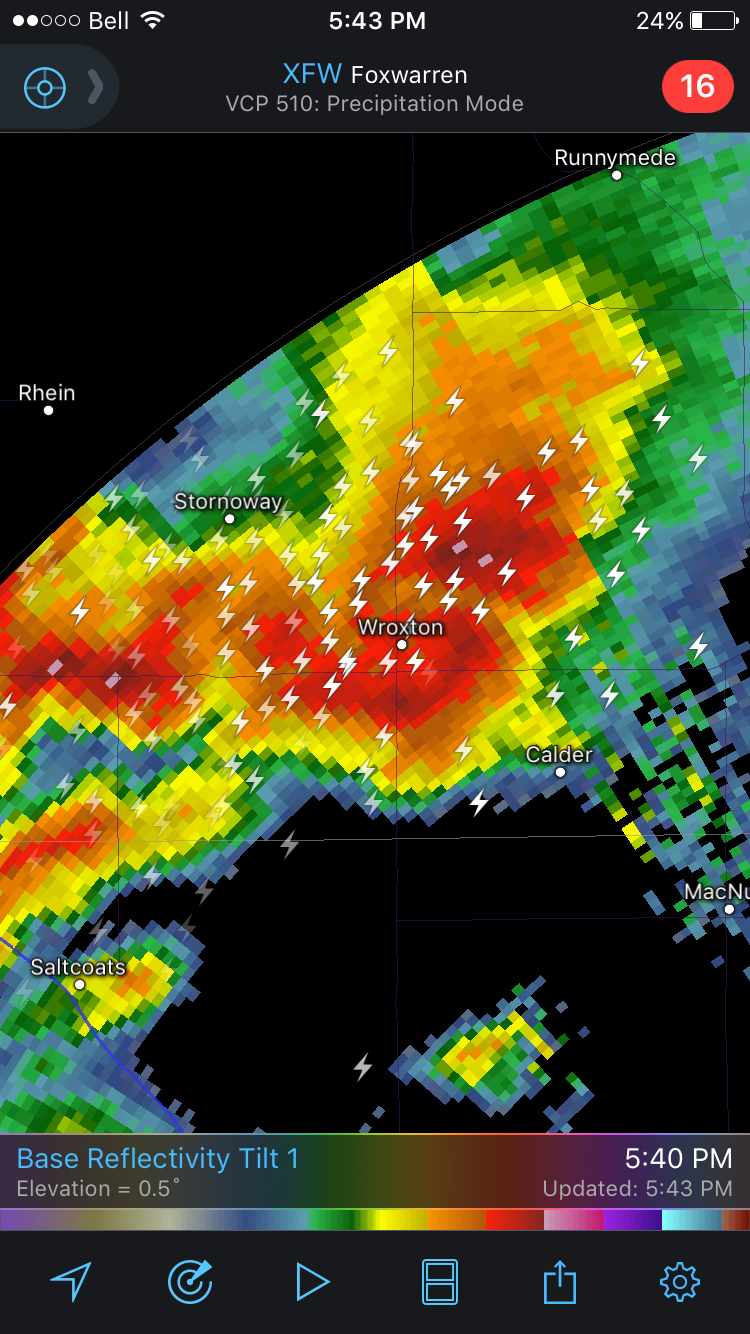 Bell 5:43 PM 24%
XFW Foxwarren
VCP 510: Precipitation Mode
16
Runnymede
Rhein
Stornoway
Wroxton
Calder
MacNu
Saltcoats
Base Reflectivity Tilt 1 5:40 PM
Elevation = 0.5° Updated: 5:43 PM